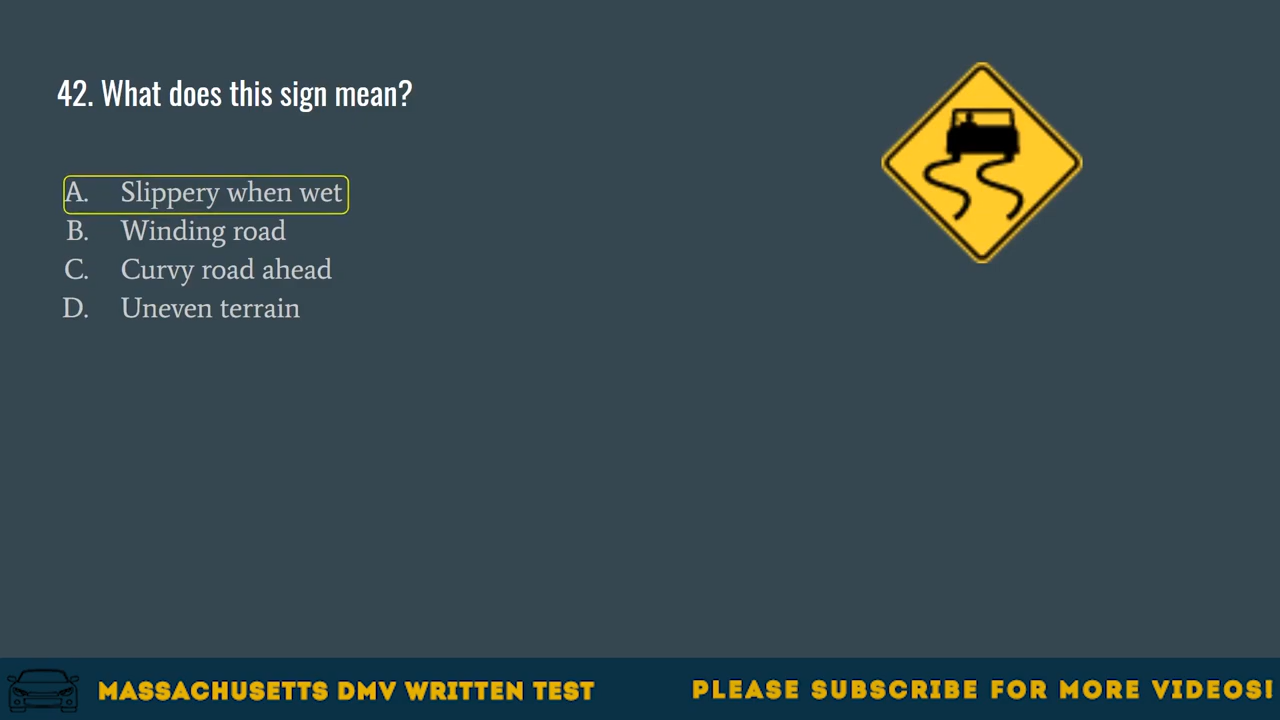 42. What does this sign mean?
A. Slippery when wet
B. Winding road
C. Curvy road ahead
D. Uneven terrain
MASSACHUSETTS DMV WRITTEN TEST
PLEASE SUBSCRIBE FOR MORE VIDEOS!